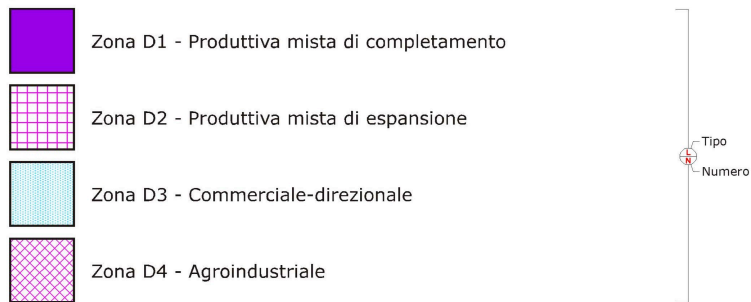 Zona D1 - Produttiva mista di completamento
Zona D2 - Produttiva mista di espansione
Zona D3 - Commerciale-direzionale
Zona D4 - Agroindustriale
Tipo
L
N
Numero